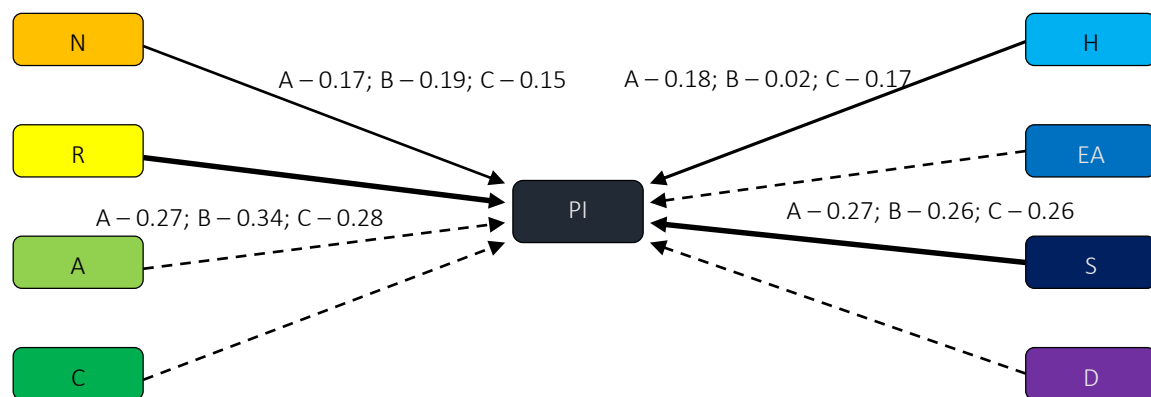 N
H
A – 0.17; B – 0.19; C – 0.15
A – 0.18; B – 0.02; C – 0.17
R
EA
PI
A – 0.27; B – 0.34; C – 0.28
A – 0.27; B – 0.26; C – 0.26
A
S
C
D